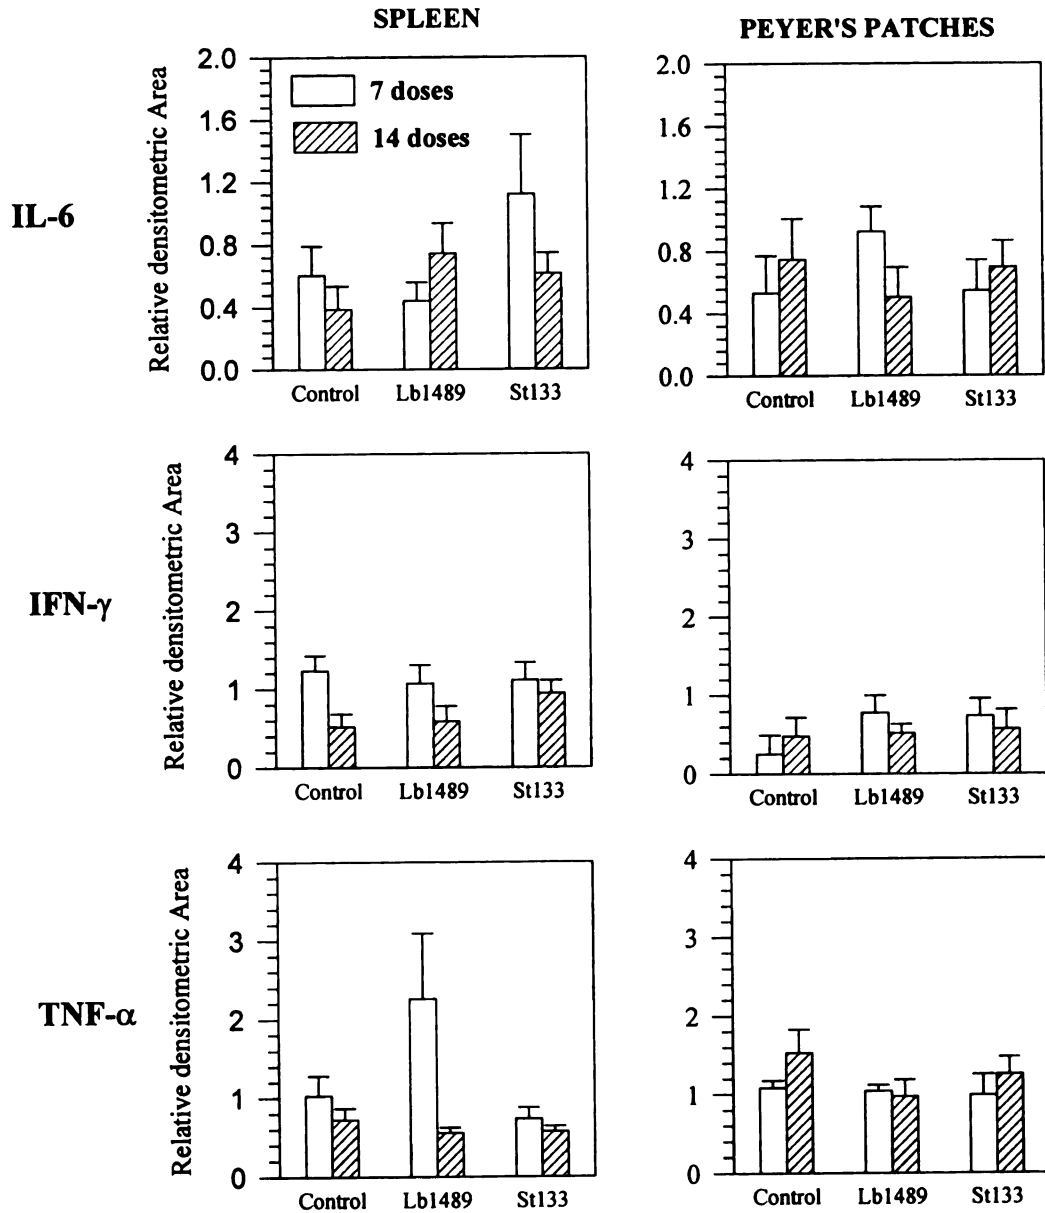 SPLEEN
PEYER'S PATCHES
IL-6
Relative densitometric Area
2.0
1.6
1.2
0.8
0.4
0.0
7 doses
14 doses
Control Lb1489 St133
2.0
1.6
1.2
0.8
0.4
0.0
Control Lb1489 St133
IFN-γ
Relative densitometric Area
4
3
2
1
0
Control Lb1489 St133
4
3
2
1
0
Control Lb1489 St133
TNF-α
Relative densitometric Area
4
3
2
1
0
Control Lb1489 St133
4
3
2
1
0
Control Lb1489 St133